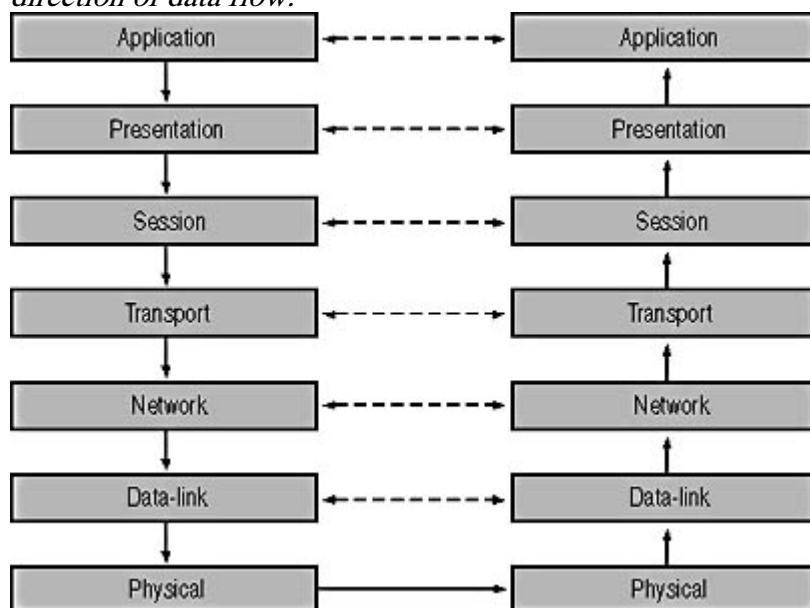 direction of data flow.
Application Application
Presentation Presentation
Session Session
Transport Transport
Network Network
Data-link Data-link
Physical Physical